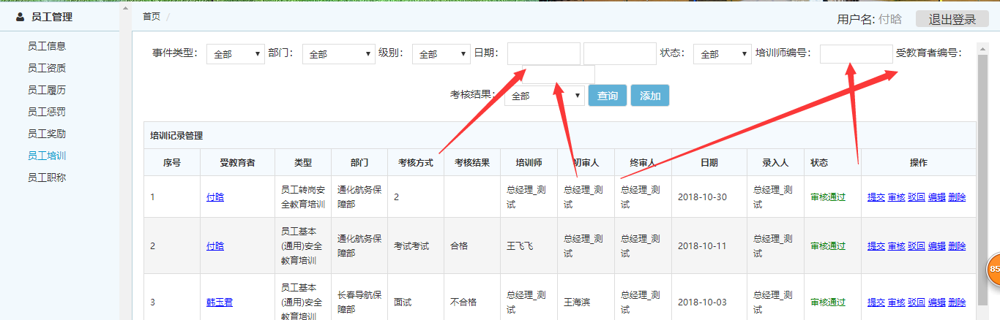 员工管理
首页 /
用户名: 付晗 退出登录
员工信息
员工资质
员工履历
员工惩罚
员工奖励
员工培训
员工职称
事件类型： 全部 部门： 全部 级别： 全部 日期： 状态： 全部 培训师编号： 受教育者编号：
考核结果： 全部 查询 添加
培训记录管理
序号 受教育者 类型 部门 考核方式 考核结果 培训师 初审人 终审人 日期 录入人 状态 操作
1 付晗 员工转岗安 通化航务保 2 总经理_测 总经理_测 总经理_测 2018-10-30 总经理_测 审核通过 提交 审核 驳回 编辑 删除
全教育培训 障部 试 试 试 试
员工基本
2 付晗 (通用)安全 通化航务保 考试考试 合格 王飞飞 总经理_测 总经理_测 2018-10-11 总经理_测 审核通过 提交 审核 驳回 编辑 删除
教育培训 障部 试 试 试
员工基本
3 韩玉君 (通用)安全 长春导航保 面试 不合格 总经理_测 王海滨 总经理_测 2018-10-03 总经理_测 审核通过 提交 审核 驳回 编辑 删除
教育培训 障部 试 试 试
85